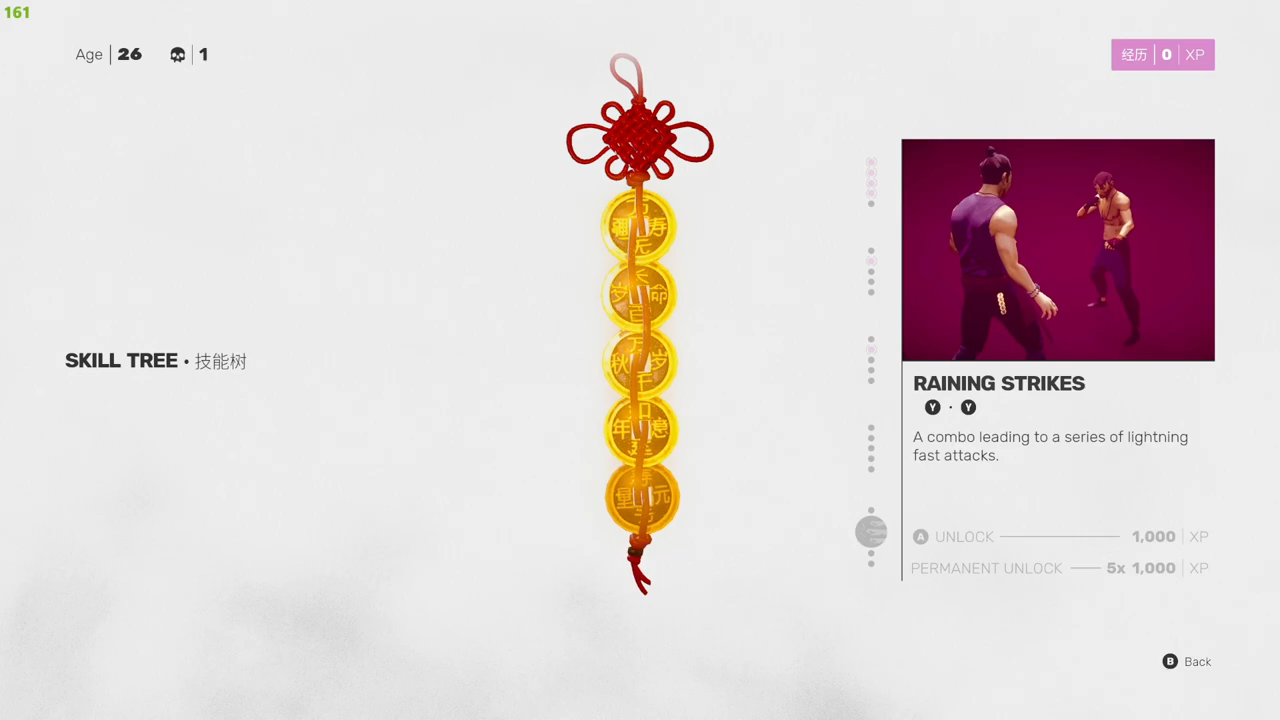 161
Age | 26 1
经历 | 0 | XP
SKILL TREE • 技能树
RAINING STRIKES
Y · Y
A combo leading to a series of lightning
fast attacks.
A UNLOCK 1,000 | XP
PERMANENT UNLOCK 5x 1,000 | XP
B Back